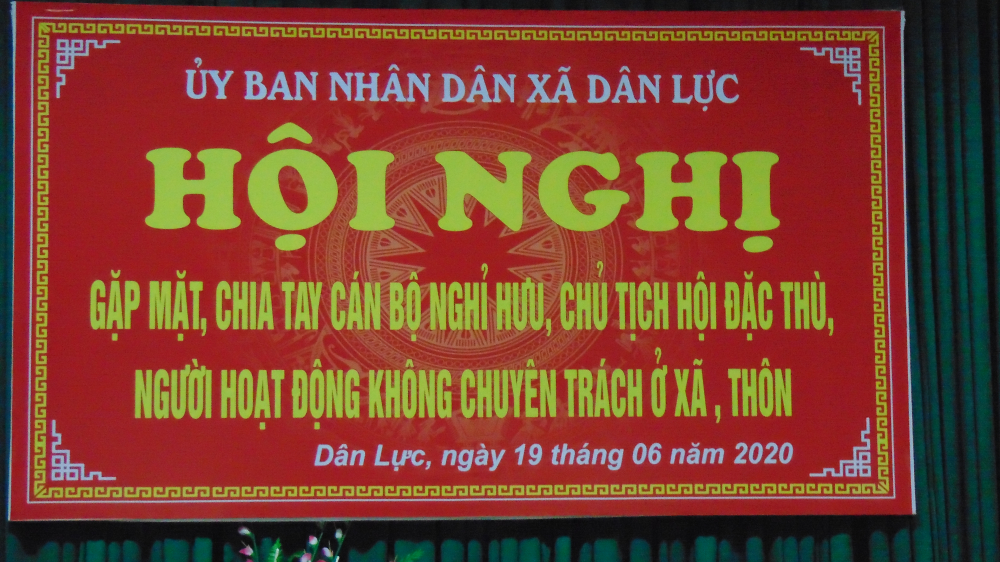 ỦY BAN NHÂN DÂN XÃ DÂN LỰC
HỘI NGHỊ
GẶP MẶT, CHIA TAY CÁN BỘ NGHỈ HƯU, CHỦ TỊCH HỘI ĐẶC THÙ,
NGƯỜI HOẠT ĐỘNG KHÔNG CHUYÊN TRÁCH Ở XÃ , THÔN
Dân Lực, ngày 19 tháng 06 năm 2020